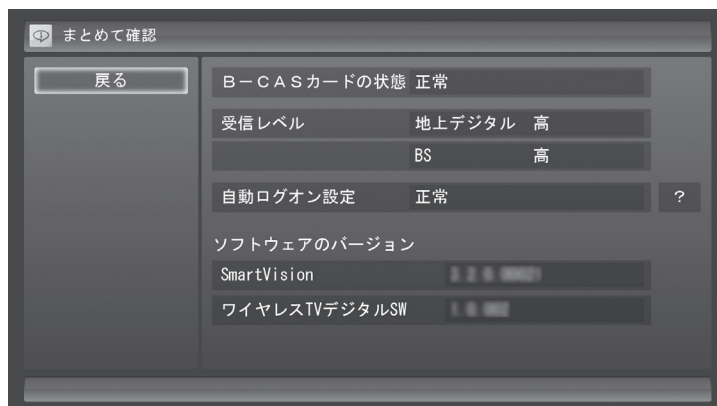 まとめて確認
戻る
B－CASカードの状態 正常
受信レベル 地上デジタル 高
BS 高
自動ログオン設定 正常 ?
ソフトウェアのバージョン
SmartVision
ワイヤレスTVデジタルSW